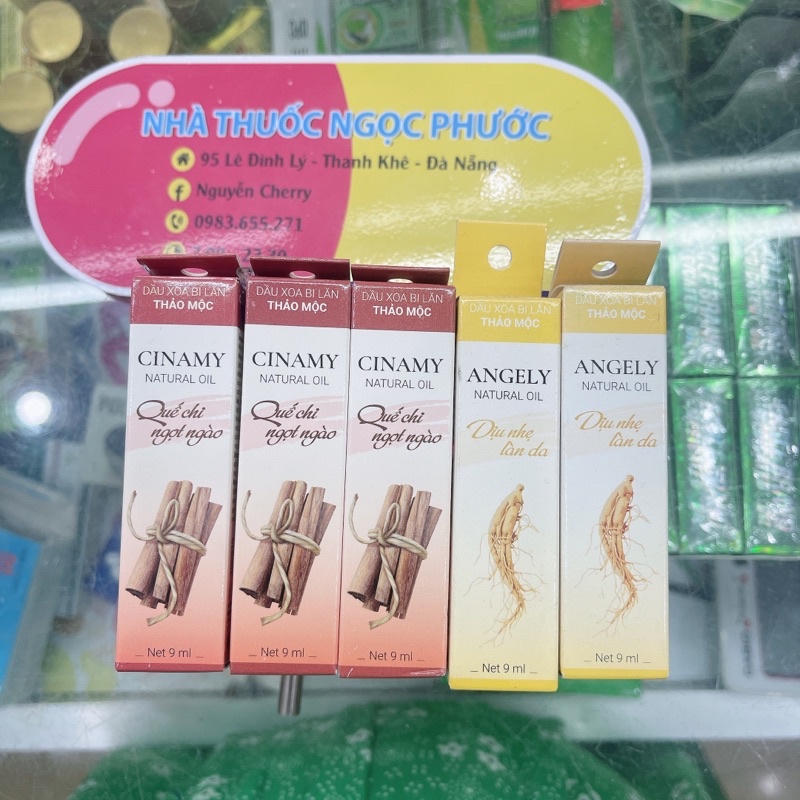 NHÀ THUỐC NGỌC PHƯỚC
95 Lê Đình Lý - Thanh Khê - Đà Nẵng
Nguyễn Cherry
0983.655.271
DẦU XOA BI LĂN
THẢO MỘC
CINAMY
NATURAL OIL
Quế chi
ngọt ngào
Net 9 ml
DẦU XOA BI LĂN
THẢO MỘC
CINAMY
NATURAL OIL
Quế chi
ngọt ngào
Net 9 ml
DẦU XOA BI LĂN
THẢO MỘC
CINAMY
NATURAL OIL
Quế chi
ngọt ngào
Net 9 ml
DẦU XOA BI LĂN
THẢO MỘC
ANGELY
NATURAL OIL
Dịu nhẹ
làn da
Net 9 ml
DẦU XOA BI LĂN
THẢO MỘC
ANGELY
NATURAL OIL
Dịu nhẹ
làn da
Net 9 ml